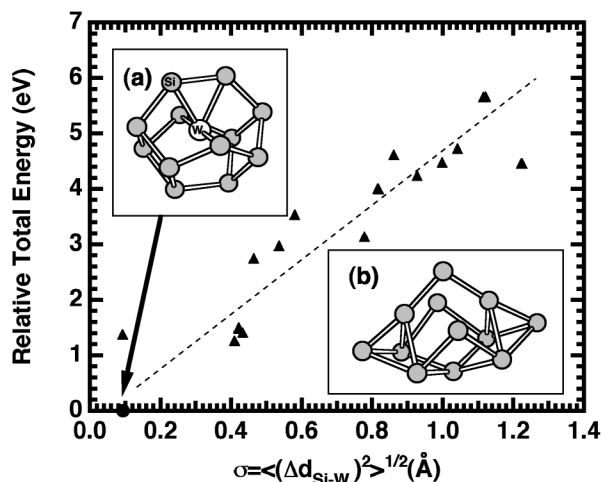 Relative Total Energy (eV)
7
6
5
4
3
2
1
0
(a)
Si
W
(b)
0.0 0.2 0.4 0.6 0.8 1.0 1.2 1.4
σ=<(Δd_Si-W)²>^1/2(Å)